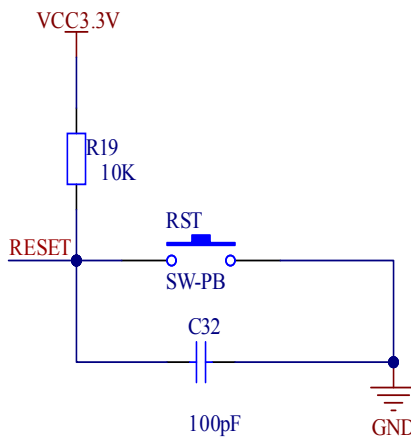 VCC3.3V
R19
10K
RST
RESET
SW-PB
C32
100pF
GND